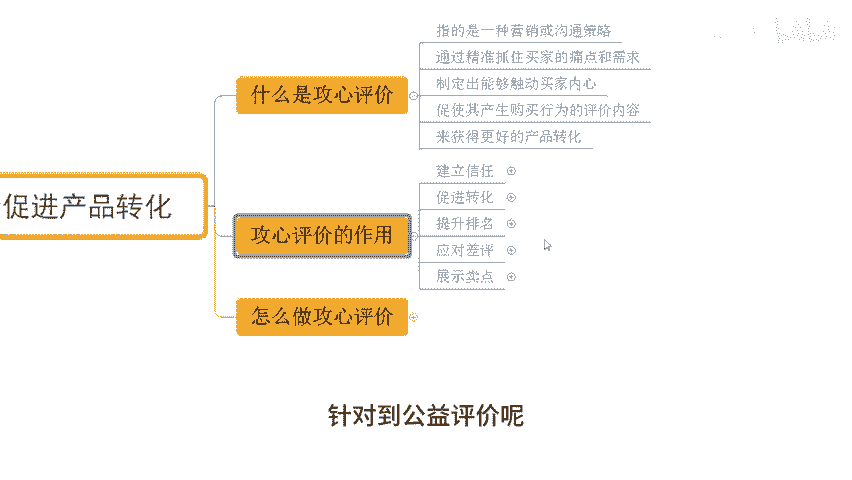 指的是一种营销或沟通策略
通过精准抓住买家的痛点和需求
什么是攻心评价
制定出能够触动买家内心
促使其产生购买行为的评价内容
来获得更好的产品转化
建立信任
促进转化
促进产品转化
提升排名
攻心评价的作用
应对差评
展示卖点
怎么做攻心评价
针对到公益评价呢